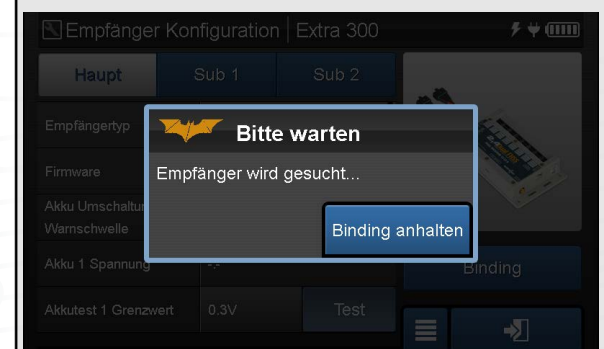 Empfänger Konfiguration | Extra 300
Haupt Sub 1 Sub 2
Empfängertyp
Bitte warten
Empfänger wird gesucht...
Firmware
Akku Umschaltun
Warnschwelle
Binding anhalten
Akku 1 Spannung -.-
Binding
Akkutest 1 Grenzwert 0.3V Test